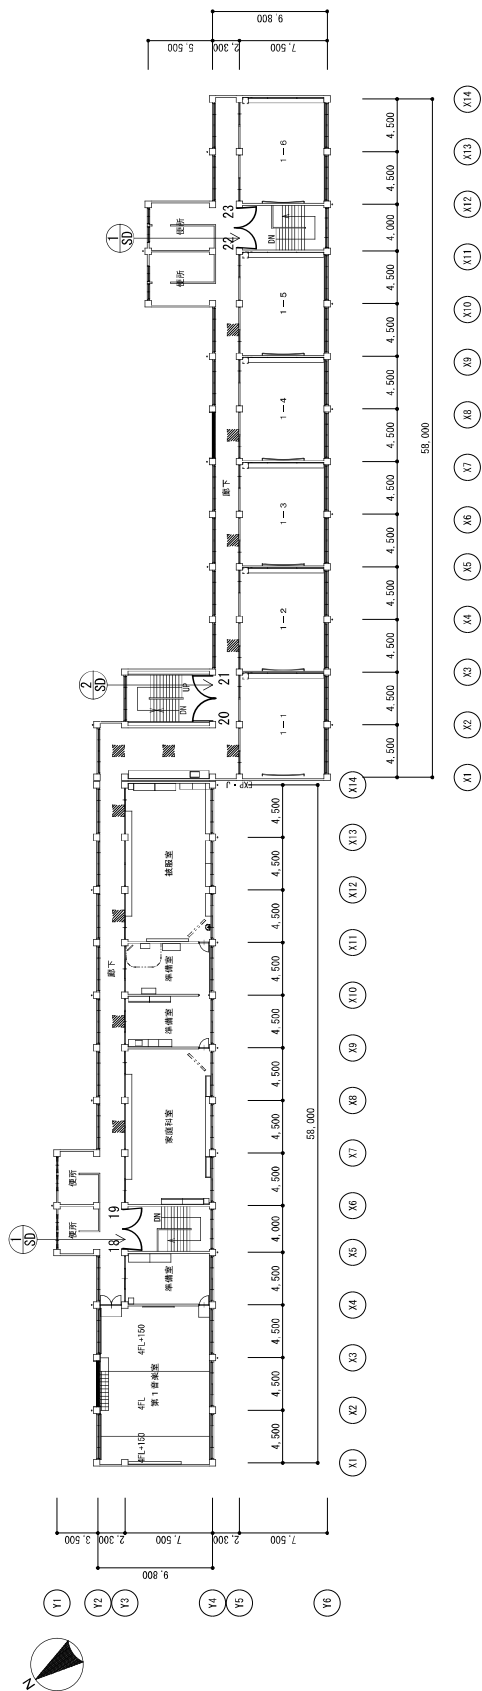 9,800
5,500
2,300
7,500
X14
4,500
1－6
X13
4,500
X12
23
便所
4,000
1
SD
22
DN
X11
便所
4,500
1－5
X10
4,500
X9
4,500
1－4
X8
4,500
58,000
X7
廊下
4,500
1－3
X6
4,500
X5
4,500
1－2
X4
4,500
X3
2
SD
21
UP
4,500
DN
20
1－1
X2
4,500
X1
EXP・J
X14
4,500
X13
被服室
4,500
X12
4,500
X11
廊下
準備室
4,500
X10
準備室
4,500
X9
4,500
X8
家庭科室
4,500
58,000
X7
便所
4,500
19
X6
便所
DN
4,000
1
SD
18
X5
準備室
4,500
X4
4FL+150
4,500
X3
第1音楽室
4FL
4,500
X2
4FL+150
4,500
X1
3,500
2,300
7,500
2,300
7,500
9,800
Y1
Y2
Y3
Y4
Y5
Y6
N